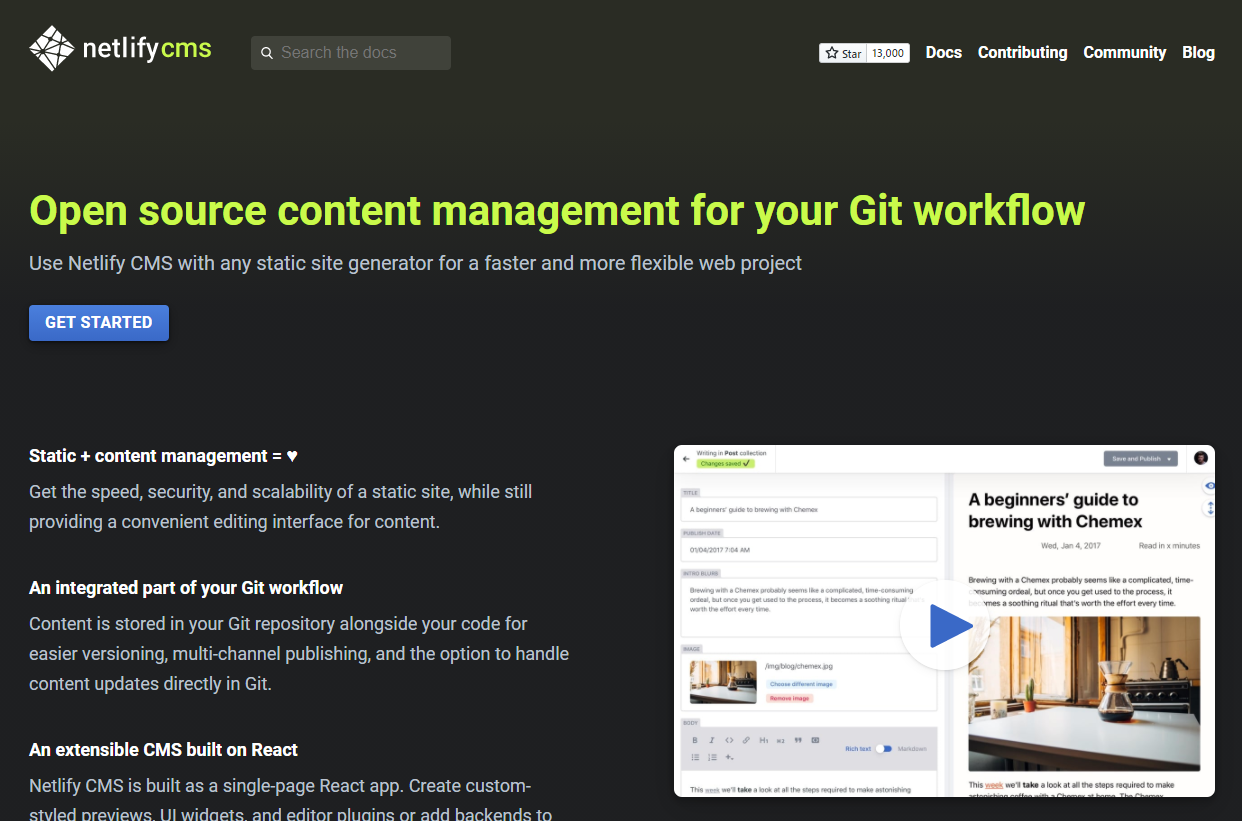 netlify cms
Search the docs
Star 13,000
Docs Contributing Community Blog
Open source content management for your Git workflow
Use Netlify CMS with any static site generator for a faster and more flexible web project
GET STARTED
Static + content management = ♥
Get the speed, security, and scalability of a static site, while still
providing a convenient editing interface for content.
An integrated part of your Git workflow
Content is stored in your Git repository alongside your code for
easier versioning, multi-channel publishing, and the option to handle
content updates directly in Git.
An extensible CMS built on React
Netlify CMS is built as a single-page React app. Create custom-
styled previews, UI widgets, and editor plugins or add backends to
Writing in Post collection
Changes saved ✔
Save and Publish
TITLE
A beginners’ guide to brewing with Chemex
PUBLISH DATE
01/04/2017 7:04 AM
INTRO BLURB
Brewing with a Chemex probably seems like a complicated, time-consuming
ordeal, but once you get used to the process, it becomes a soothing ritual that's
worth the effort every time.
IMAGE
/img/blog/chemex.jpg
Choose different image
Remove image
BODY
B I <> H1 H2
Rich text Markdown
This week we'll take a look at all the steps required to make astonishing
A beginners’ guide to
brewing with Chemex
Wed, Jan 4, 2017 Read in x minutes
Brewing with a Chemex probably seems like a complicated, time-
consuming ordeal, but once you get used to the process, it
becomes a soothing ritual that's worth the effort every time.
This week we'll take a look at all the steps required to make
astonishing coffee with a Chemex at home. The Chemex